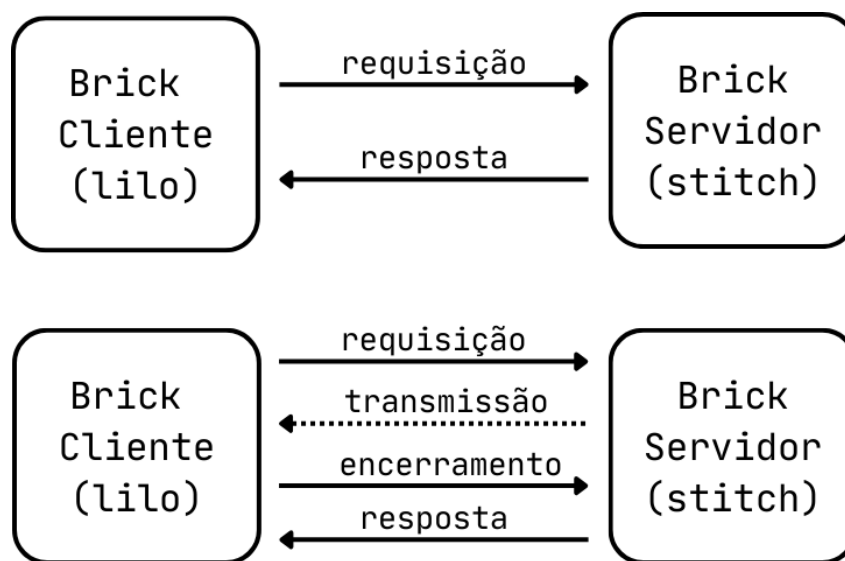 Brick
Cliente
(lilo)
requisição
resposta
Brick
Servidor
(stitch)
Brick
Cliente
(lilo)
requisição
transmissão
encerramento
resposta
Brick
Servidor
(stitch)